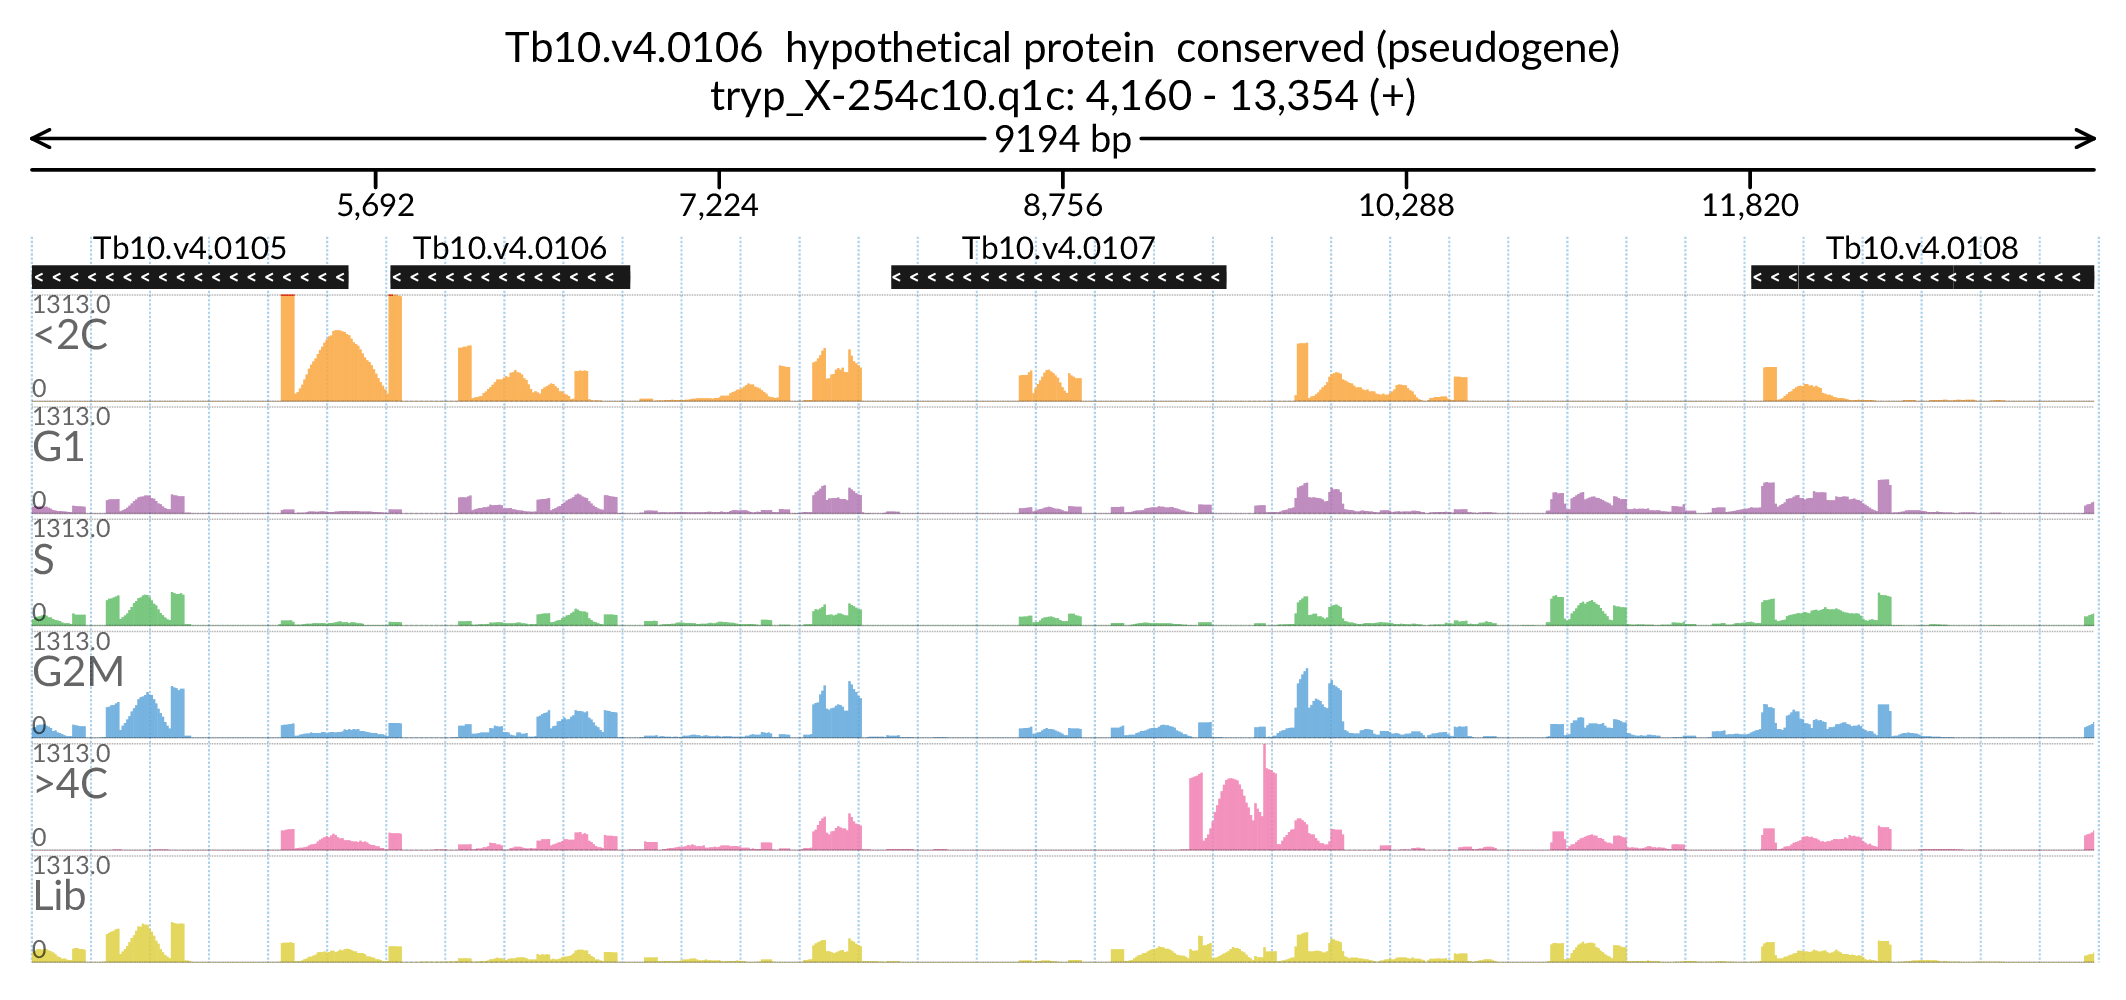 Tb10.v4.0106 hypothetical protein conserved (pseudogene)
tryp_X-254c10.q1c: 4,160 - 13,354 (+)
9194 bp
5,692 7,224 8,756 10,288 11,820
Tb10.v4.0105 Tb10.v4.0106 Tb10.v4.0107 Tb10.v4.0108
1313.0
<2C
0
1313.0
G1
0
1313.0
S
0
1313.0
G2M
0
1313.0
>4C
0
1313.0
Lib
0